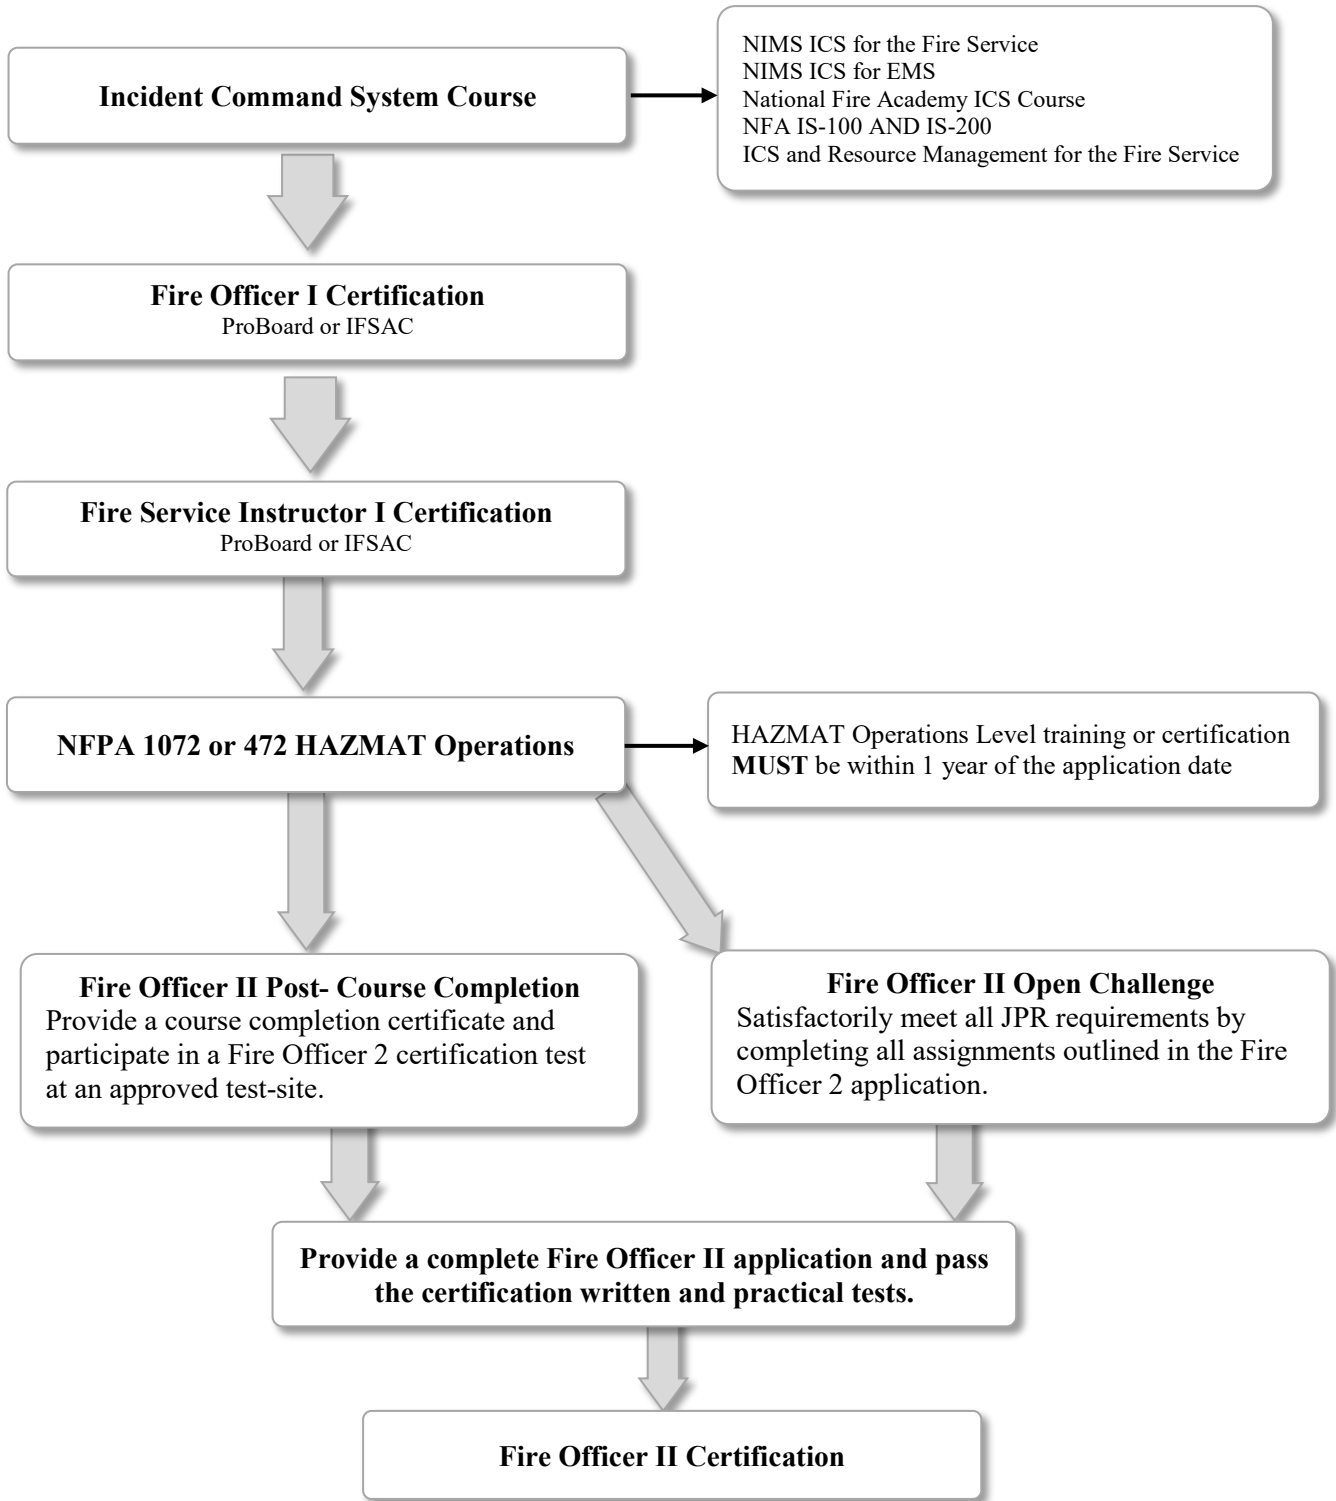 Incident Command System Course
NIMS ICS for the Fire Service
NIMS ICS for EMS
National Fire Academy ICS Course
NFA IS-100 AND IS-200
ICS and Resource Management for the Fire Service
Fire Officer I Certification
ProBoard or IFSAC
Fire Service Instructor I Certification
ProBoard or IFSAC
NFPA 1072 or 472 HAZMAT Operations
HAZMAT Operations Level training or certification
MUST be within 1 year of the application date
Fire Officer II Post- Course Completion
Provide a course completion certificate and
participate in a Fire Officer 2 certification test
at an approved test-site.
Fire Officer II Open Challenge
Satisfactorily meet all JPR requirements by
completing all assignments outlined in the Fire
Officer 2 application.
Provide a complete Fire Officer II application and pass
the certification written and practical tests.
Fire Officer II Certification